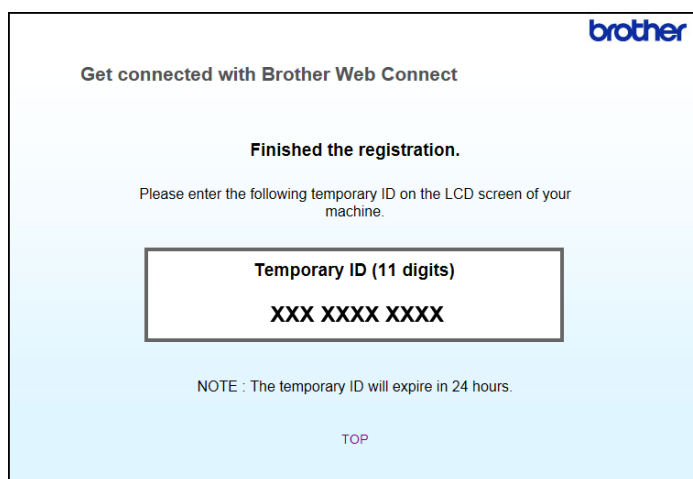 brother
Get connected with Brother Web Connect
Finished the registration.
Please enter the following temporary ID on the LCD screen of your
machine.
Temporary ID (11 digits)
XXX XXXX XXXX
NOTE : The temporary ID will expire in 24 hours.
TOP